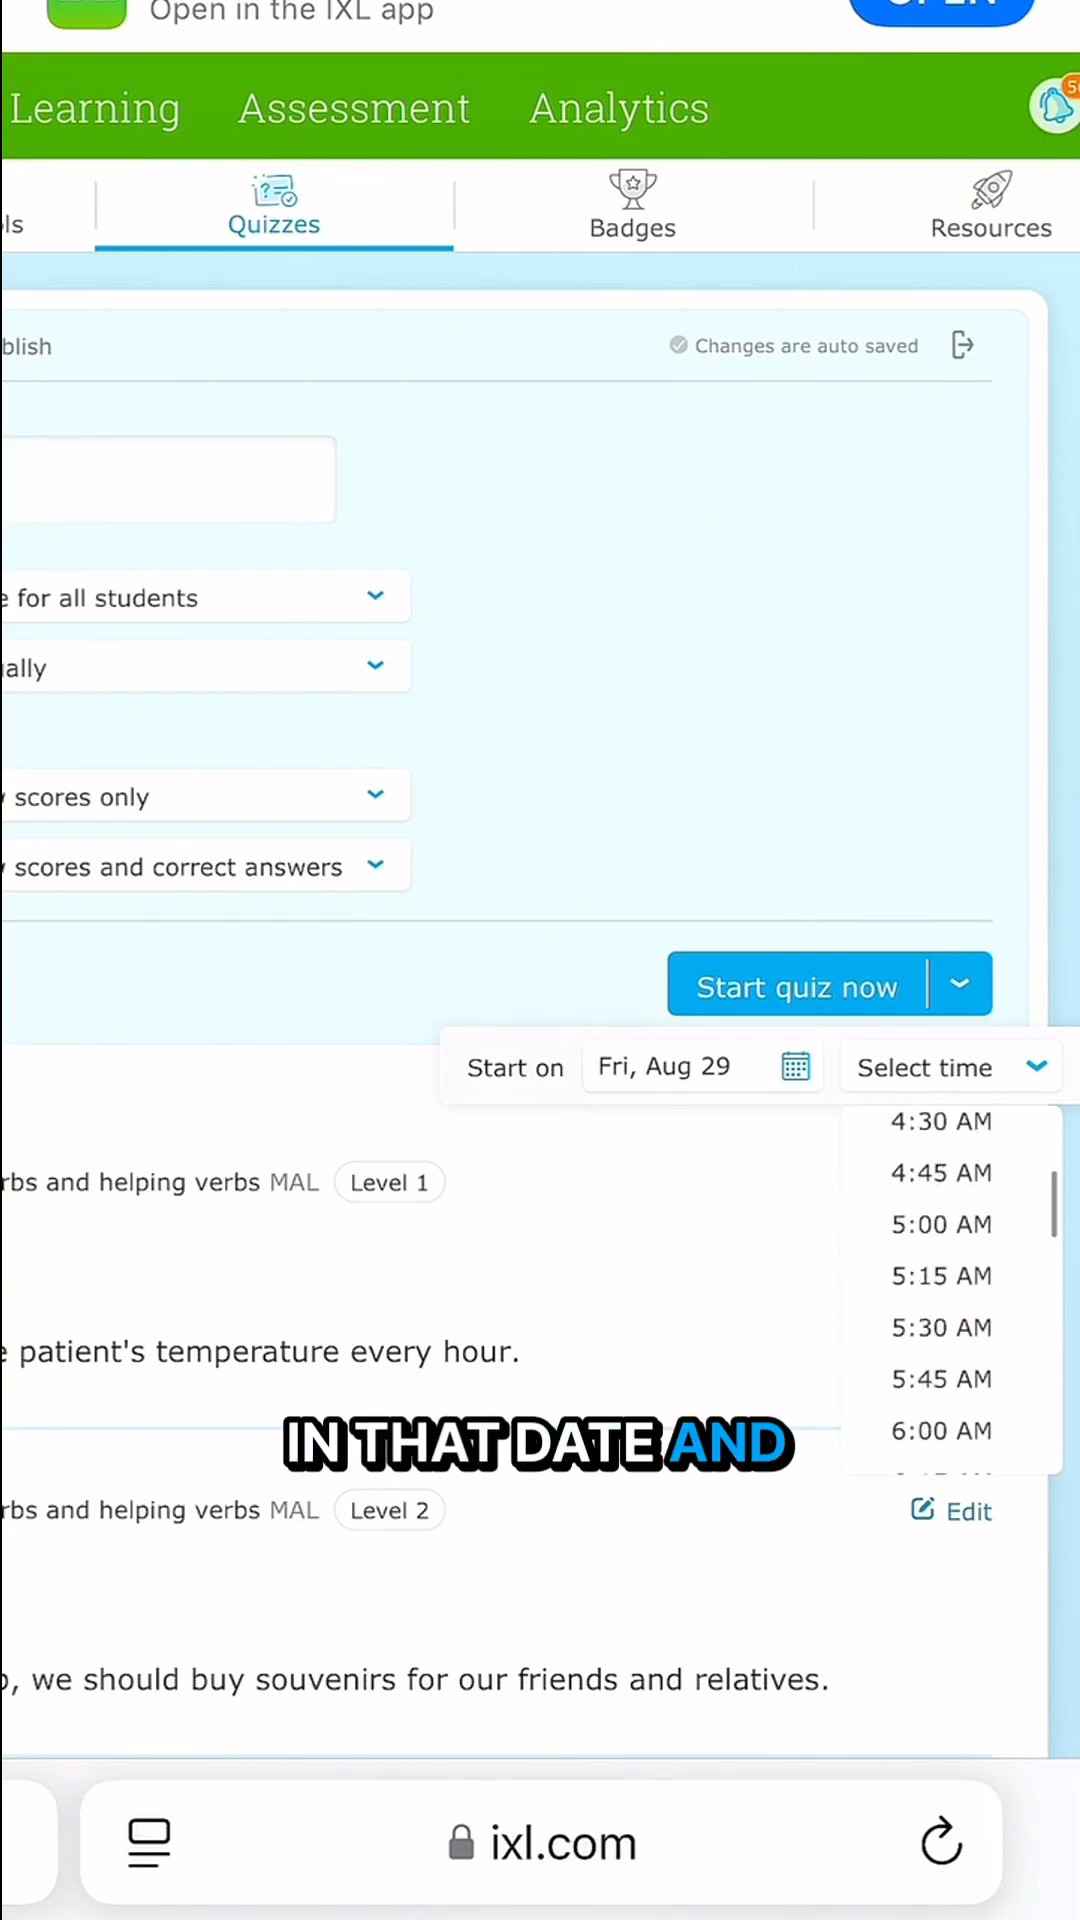 Open in the IXL app
OPEN
Learning Assessment Analytics
ls
Quizzes
Badges
Resources
blish
Changes are auto saved
e for all students
ally
scores only
scores and correct answers
Start quiz now
Start on Fri, Aug 29 Select time
4:30 AM
4:45 AM
5:00 AM
5:15 AM
5:30 AM
5:45 AM
6:00 AM
rbs and helping verbs MAL Level 1
patient's temperature every hour.
IN THAT DATE AND
rbs and helping verbs MAL Level 2
Edit
, we should buy souvenirs for our friends and relatives.
ixl.com